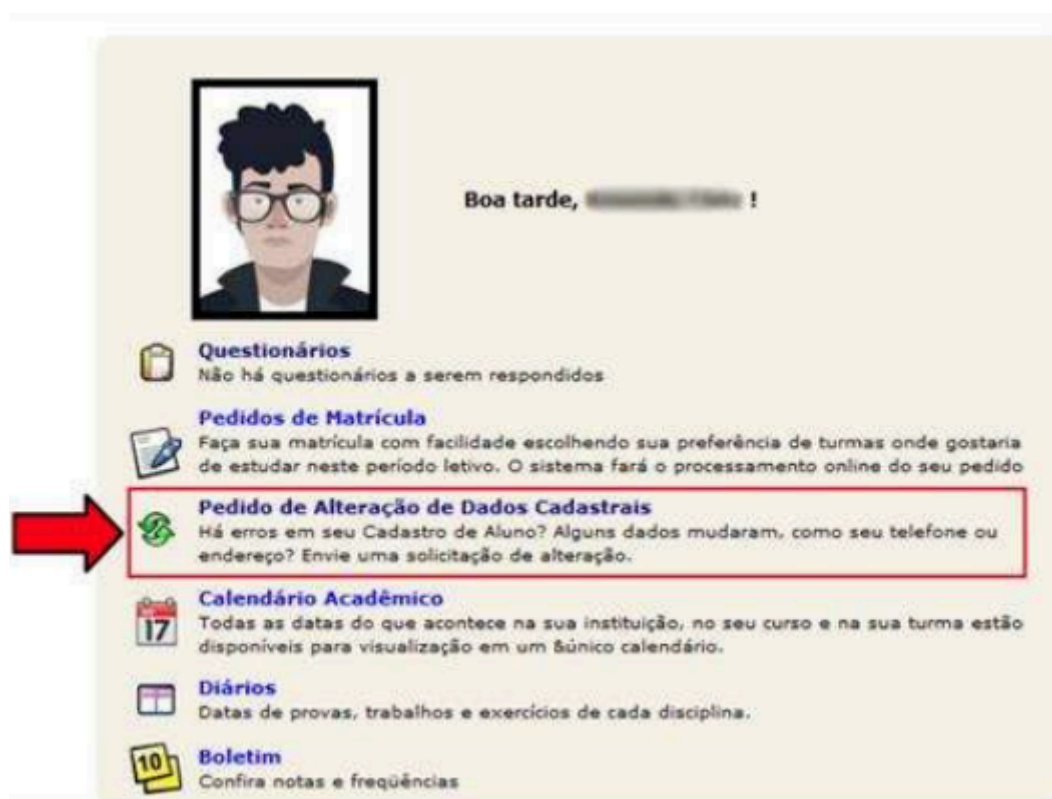 Boa tarde, !
Questionários
Não há questionários a serem respondidos
Pedidos de Matrícula
Faça sua matrícula com facilidade escolhendo sua preferência de turmas onde gostaria
de estudar neste período letivo. O sistema fará o processamento online do seu pedido
Pedido de Alteração de Dados Cadastrais
Há erros em seu Cadastro de Aluno? Alguns dados mudaram, como seu telefone ou
endereço? Envie uma solicitação de alteração.
Calendário Acadêmico
17
Todas as datas do que acontece na sua instituição, no seu curso e na sua turma estão
disponíveis para visualização em um &único calendário.
Diários
Datas de provas, trabalhos e exercícios de cada disciplina.
10
Boletim
Confira notas e freqüências